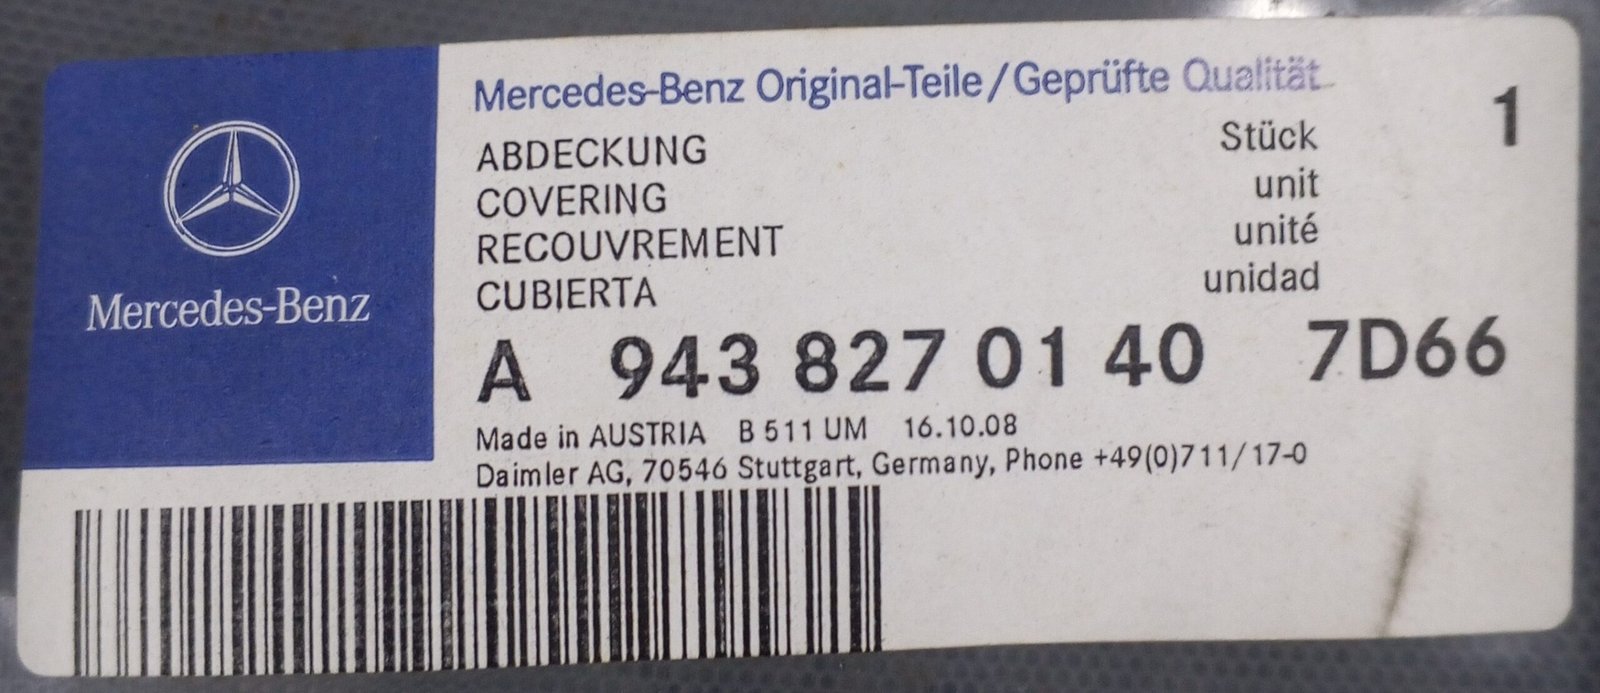 Mercedes-Benz
Mercedes-Benz Original-Teile/Geprüfte Qualität
ABDECKUNG Stück 1
COVERING unit
RECOUVREMENT unité
CUBIERTA unidad
A 943 827 01 40 7D66
Made in AUSTRIA B 511 UM 16.10.08
Daimler AG, 70546 Stuttgart, Germany, Phone +49(0)711/17-0